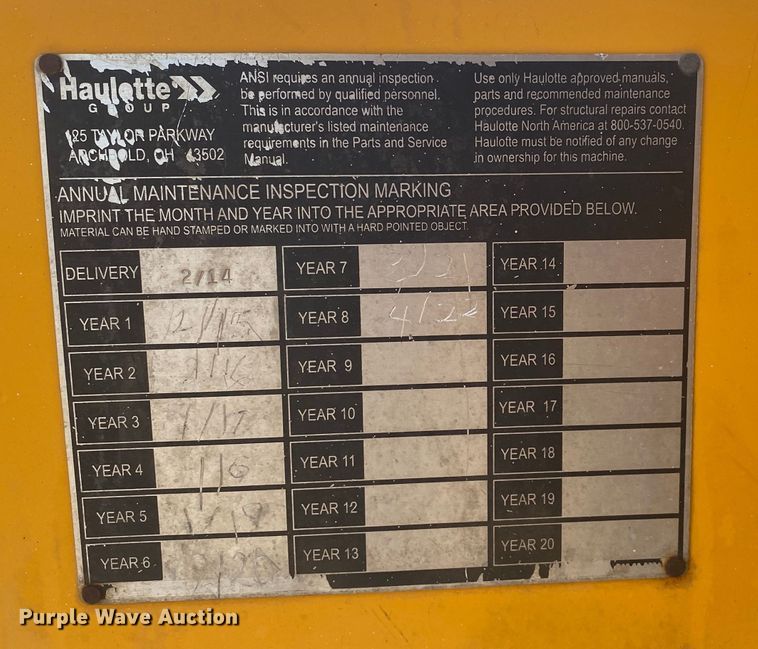 Haulotte
GROUP
125 TAYLOR PARKWAY
ARCHBOLD, OH 43502
ANSI requires an annual inspection
be performed by qualified personnel.
This is in accordance with the
manufacturer's listed maintenance
requirements in the Parts and Service
Manual.
Use only Haulotte approved manuals,
parts and recommended maintenance
procedures. For structural repairs contact
Haulotte North America at 800-537-0540.
Haulotte must be notified of any change
in ownership for this machine.
ANNUAL MAINTENANCE INSPECTION MARKING
IMPRINT THE MONTH AND YEAR INTO THE APPROPRIATE AREA PROVIDED BELOW.
MATERIAL CAN BE HAND STAMPED OR MARKED INTO WITH A HARD POINTED OBJECT.
DELIVERY 2/14
YEAR 1
YEAR 2
YEAR 3
YEAR 4
YEAR 5
YEAR 6
YEAR 7
YEAR 8 4/22
YEAR 9
YEAR 10
YEAR 11
YEAR 12
YEAR 13
YEAR 14
YEAR 15
YEAR 16
YEAR 17
YEAR 18
YEAR 19
YEAR 20
Purple Wave Auction